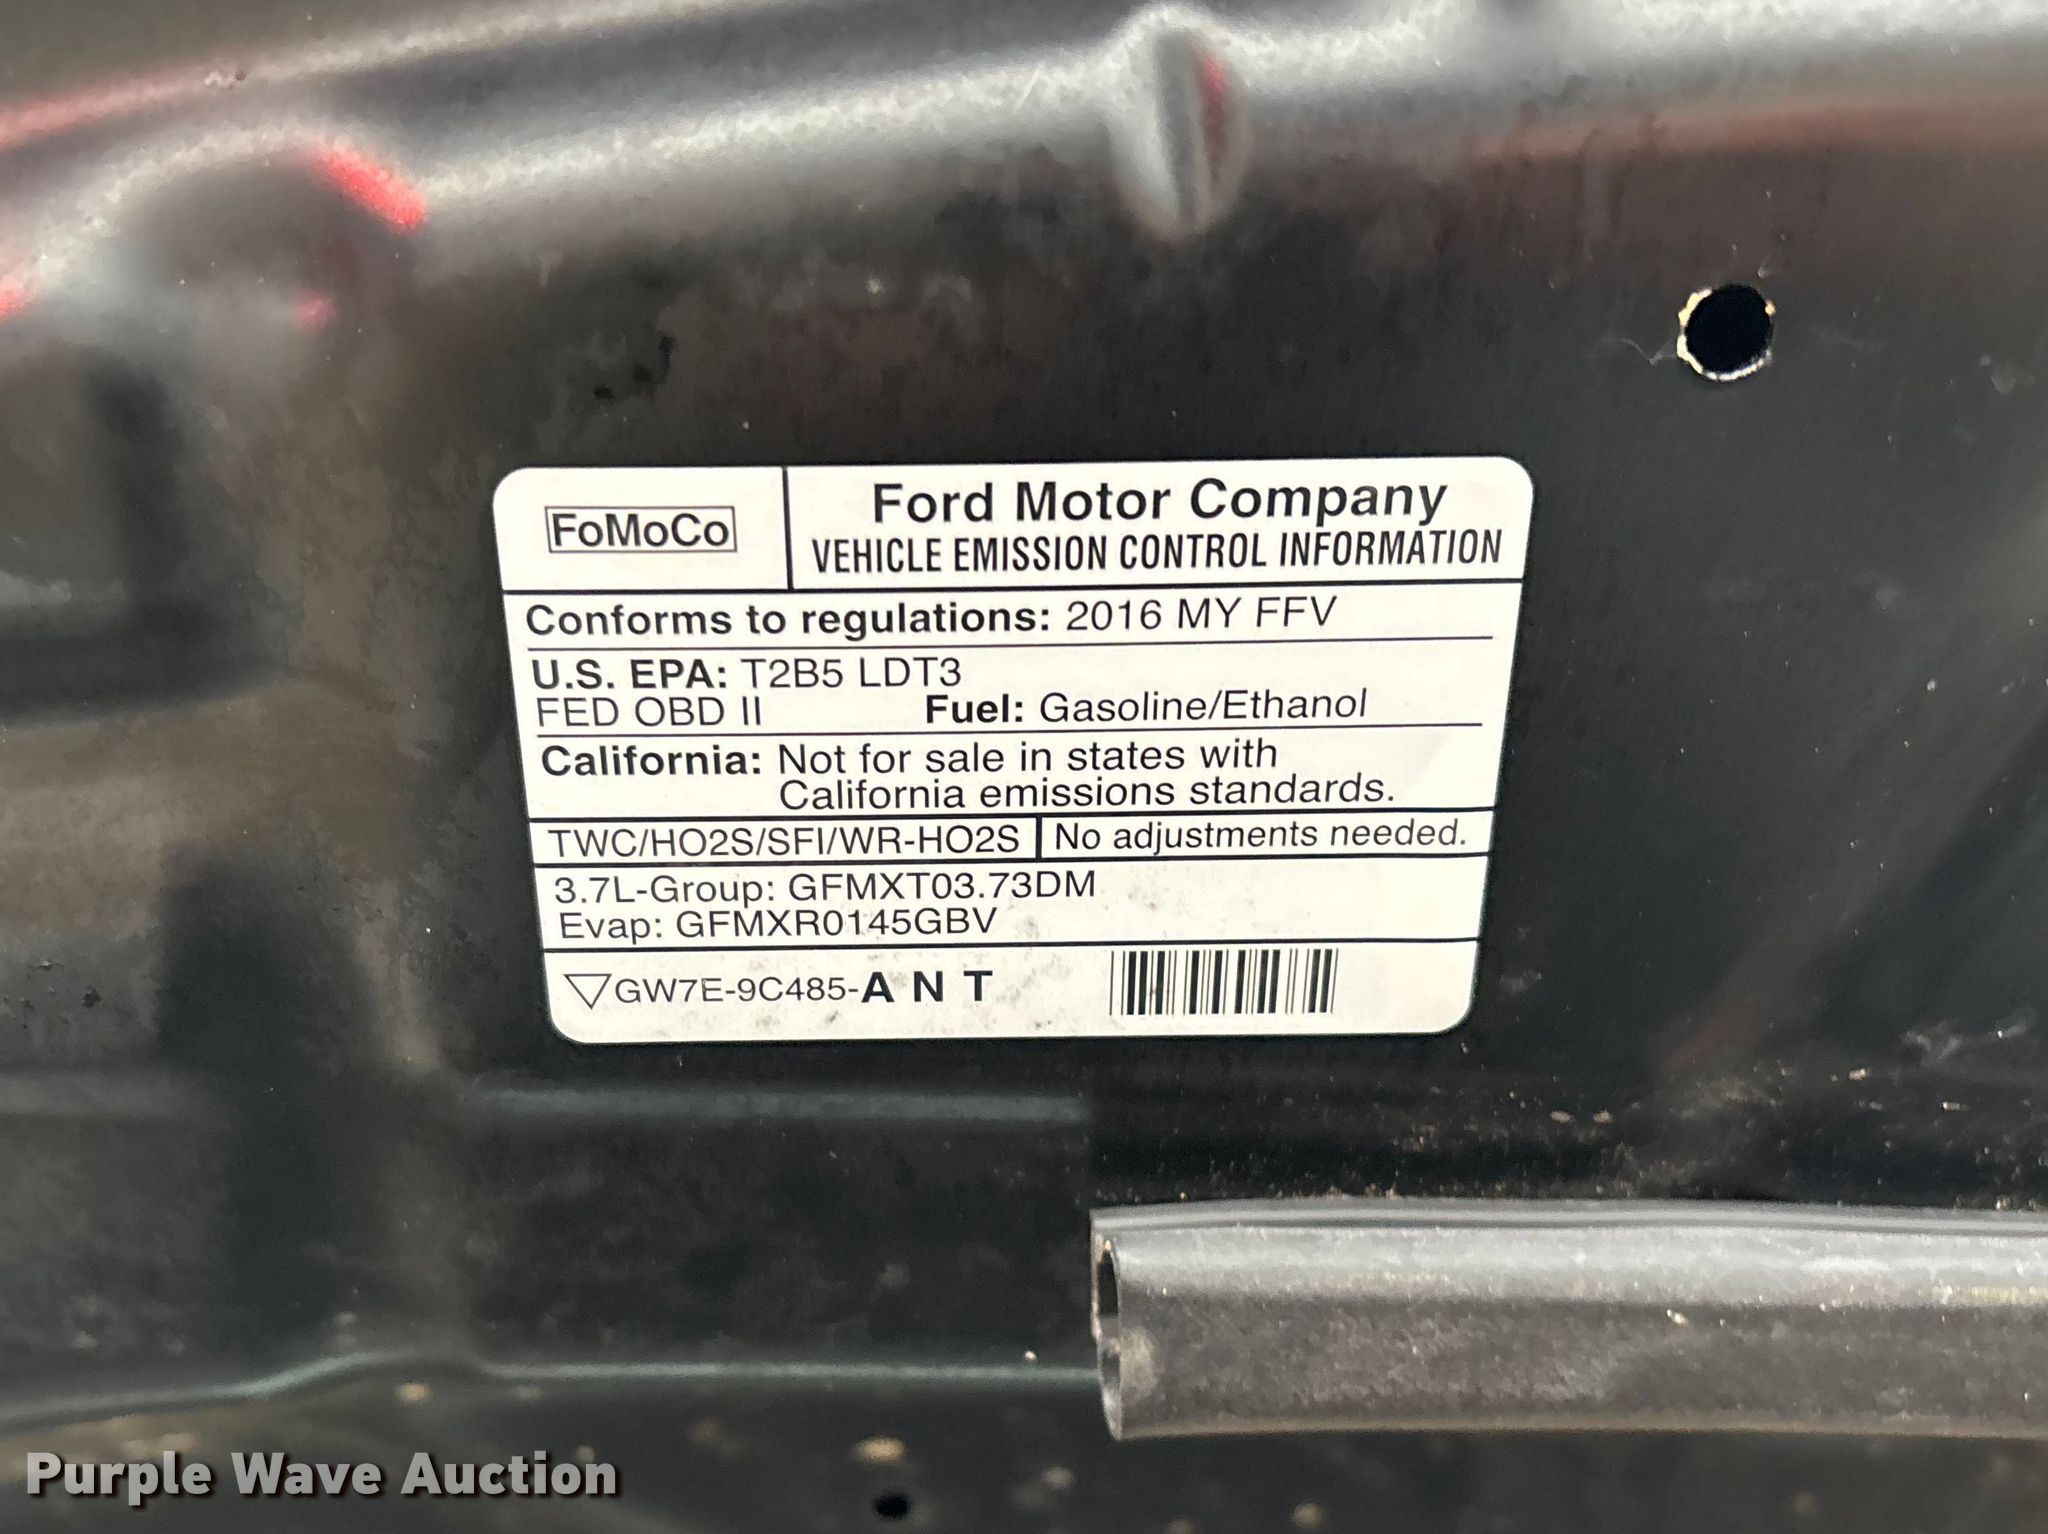 FoMoCo
Ford Motor Company
VEHICLE EMISSION CONTROL INFORMATION
Conforms to regulations: 2016 MY FFV
U.S. EPA: T2B5 LDT3
FED OBD II Fuel: Gasoline/Ethanol
California: Not for sale in states with
California emissions standards.
TWC/HO2S/SFI/WR-HO2S No adjustments needed.
3.7L-Group: GFMXT03.73DM
Evap: GFMXR0145GBV
GW7E-9C485-A N T
Purple Wave Auction